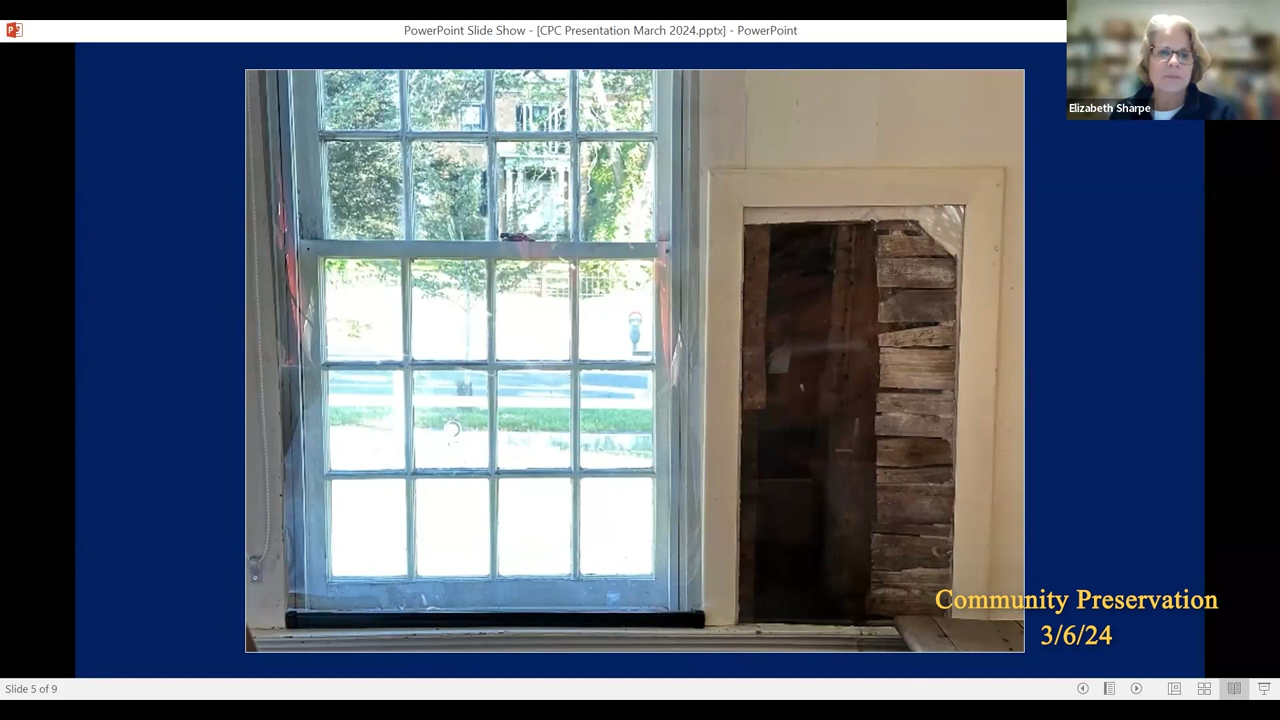 PowerPoint Slide Show - [CPC Presentation March 2024.pptx] - PowerPoint
Elizabeth Sharpe
Community Preservation
3/6/24
Slide 5 of 9